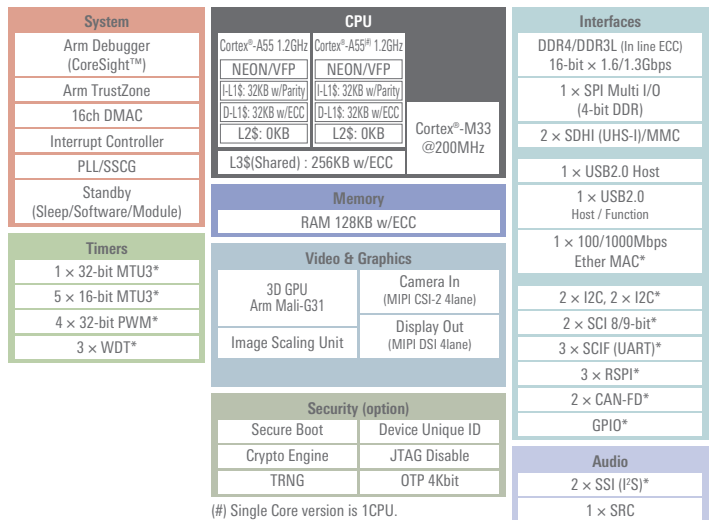 System
Arm Debugger
(CoreSight™)
Arm TrustZone
16ch DMAC
Interrupt Controller
PLL/SSCG
Standby
(Sleep/Software/Module)
Timers
1 × 32-bit MTU3*
5 × 16-bit MTU3*
4 × 32-bit PWM*
3 × WDT*
CPU
Cortex®-A55 1.2GHz
NEON/VFP
I-L1$: 32KB w/Parity
D-L1$: 32KB w/ECC
L2$: 0KB
Cortex®-A55(#) 1.2GHz
NEON/VFP
I-L1$: 32KB w/Parity
D-L1$: 32KB w/ECC
L2$: 0KB
L3$(Shared) : 256KB w/ECC
Cortex®-M33
@200MHz
Memory
RAM 128KB w/ECC
Video & Graphics
3D GPU
Arm Mali-G31
Image Scaling Unit
Camera In
(MIPI CSI-2 4lane)
Display Out
(MIPI DSI 4lane)
Security (option)
Secure Boot
Device Unique ID
Crypto Engine
JTAG Disable
TRNG
OTP 4Kbit
(#) Single Core version is 1CPU.
Interfaces
DDR4/DDR3L (In line ECC)
16-bit × 1.6/1.3Gbps
1 × SPI Multi I/O
(4-bit DDR)
2 × SDHI (UHS-I)/MMC
1 × USB2.0 Host
1 × USB2.0
Host / Function
1 × 100/1000Mbps
Ether MAC*
2 × I2C, 2 × I2C*
2 × SCI 8/9-bit*
3 × SCIF (UART)*
3 × RSPI*
2 × CAN-FD*
GPIO*
Audio
2 × SSI (I²S)*
1 × SRC